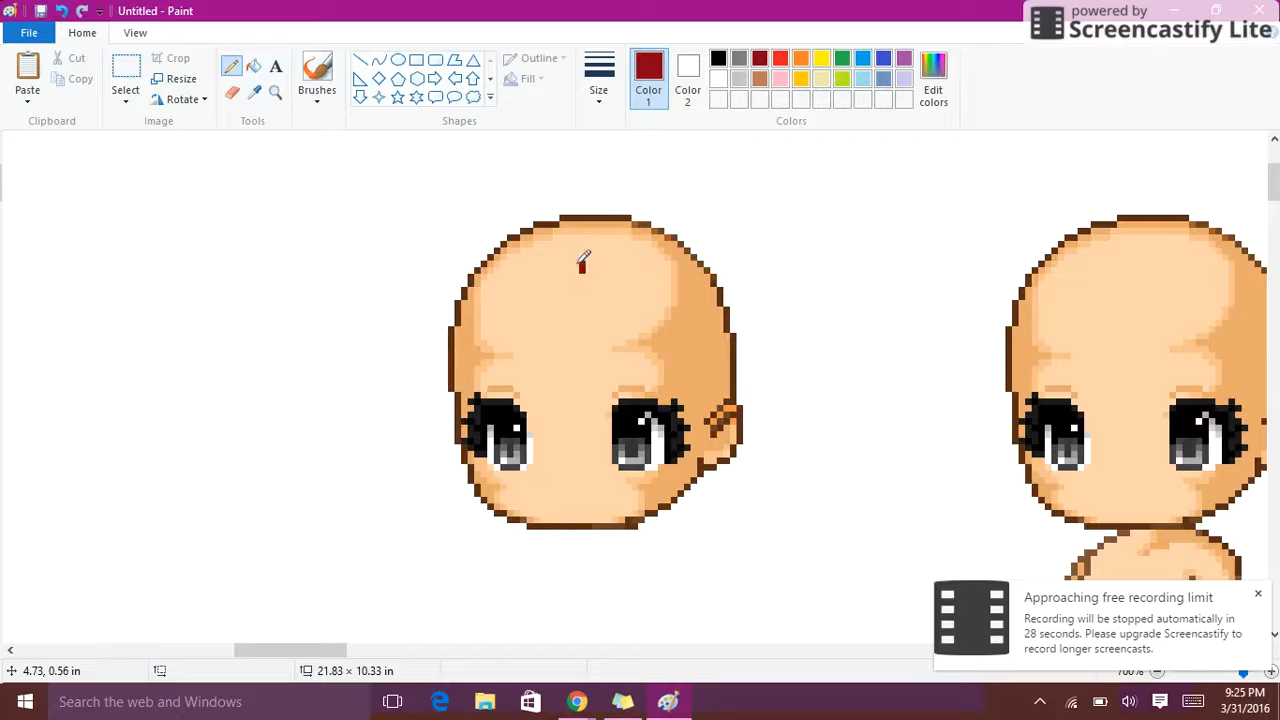 Untitled - Paint
powered by
Screencastify Lite
File Home View
Paste
Cut
Copy
Clipboard
Select
Crop
Resize
Rotate
Image
A
Tools
Brushes
Outline
Fill
Shapes
Size
Color 1
Color 2
Edit colors
Colors
Approaching free recording limit
Recording will be stopped automatically in
28 seconds. Please upgrade Screencastify to
record longer screencasts.
4.73, 0.56 in
21.83 × 10.33in
700%
Search the web and Windows
9:25 PM
3/31/2016